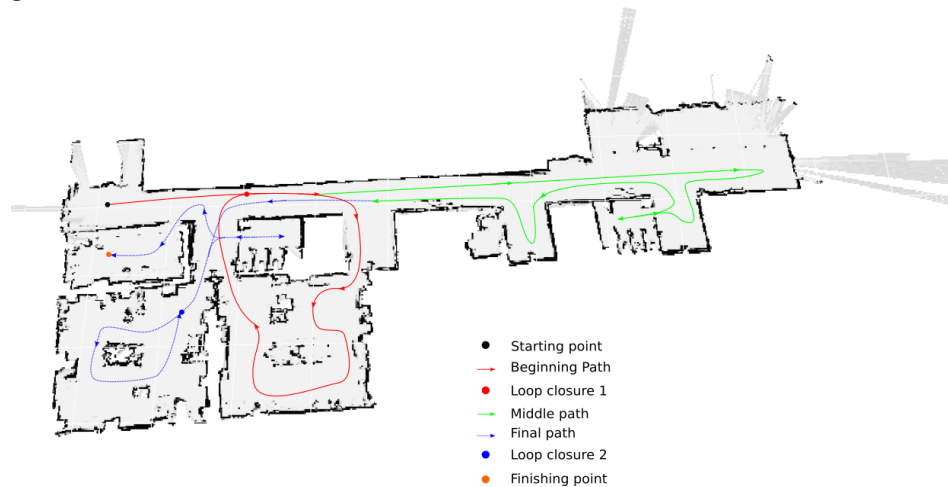 Starting point
Beginning Path
Loop closure 1
Middle path
Final path
Loop closure 2
Finishing point